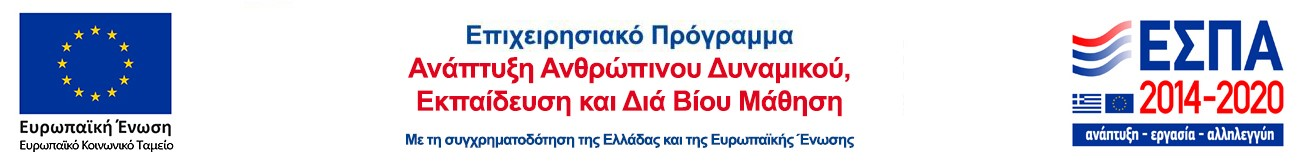 Ευρωπαϊκή Ένωση
Ευρωπαϊκό Κοινωνικό Ταμείο
Επιχειρησιακό Πρόγραμμα
Ανάπτυξη Ανθρώπινου Δυναμικού,
Εκπαίδευση και Διά Βίου Μάθηση
Με τη συγχρηματοδότηση της Ελλάδας και της Ευρωπαϊκής Ένωσης
ΕΣΠΑ
2014-2020
ανάπτυξη - εργασία - αλληλεγγύη